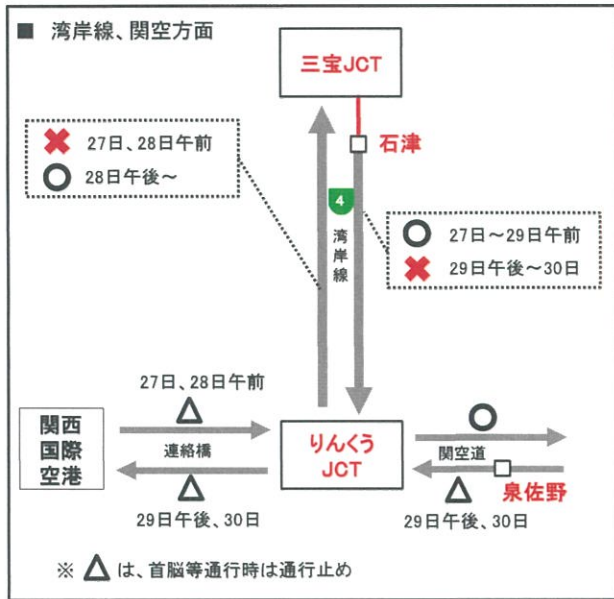 ■ 湾岸線、関空方面
三宝JCT
✖ 27日、28日午前
○ 28日午後～
石津
4
湾岸線
○ 27日～29日午前
✖ 29日午後～30日
27日、28日午前
△
関西
国際
空港
連絡橋
△
29日午後、30日
りんくう
JCT
○
関空道
泉佐野
△
29日午後、30日
※ △ は、首脳等通行時は通行止め